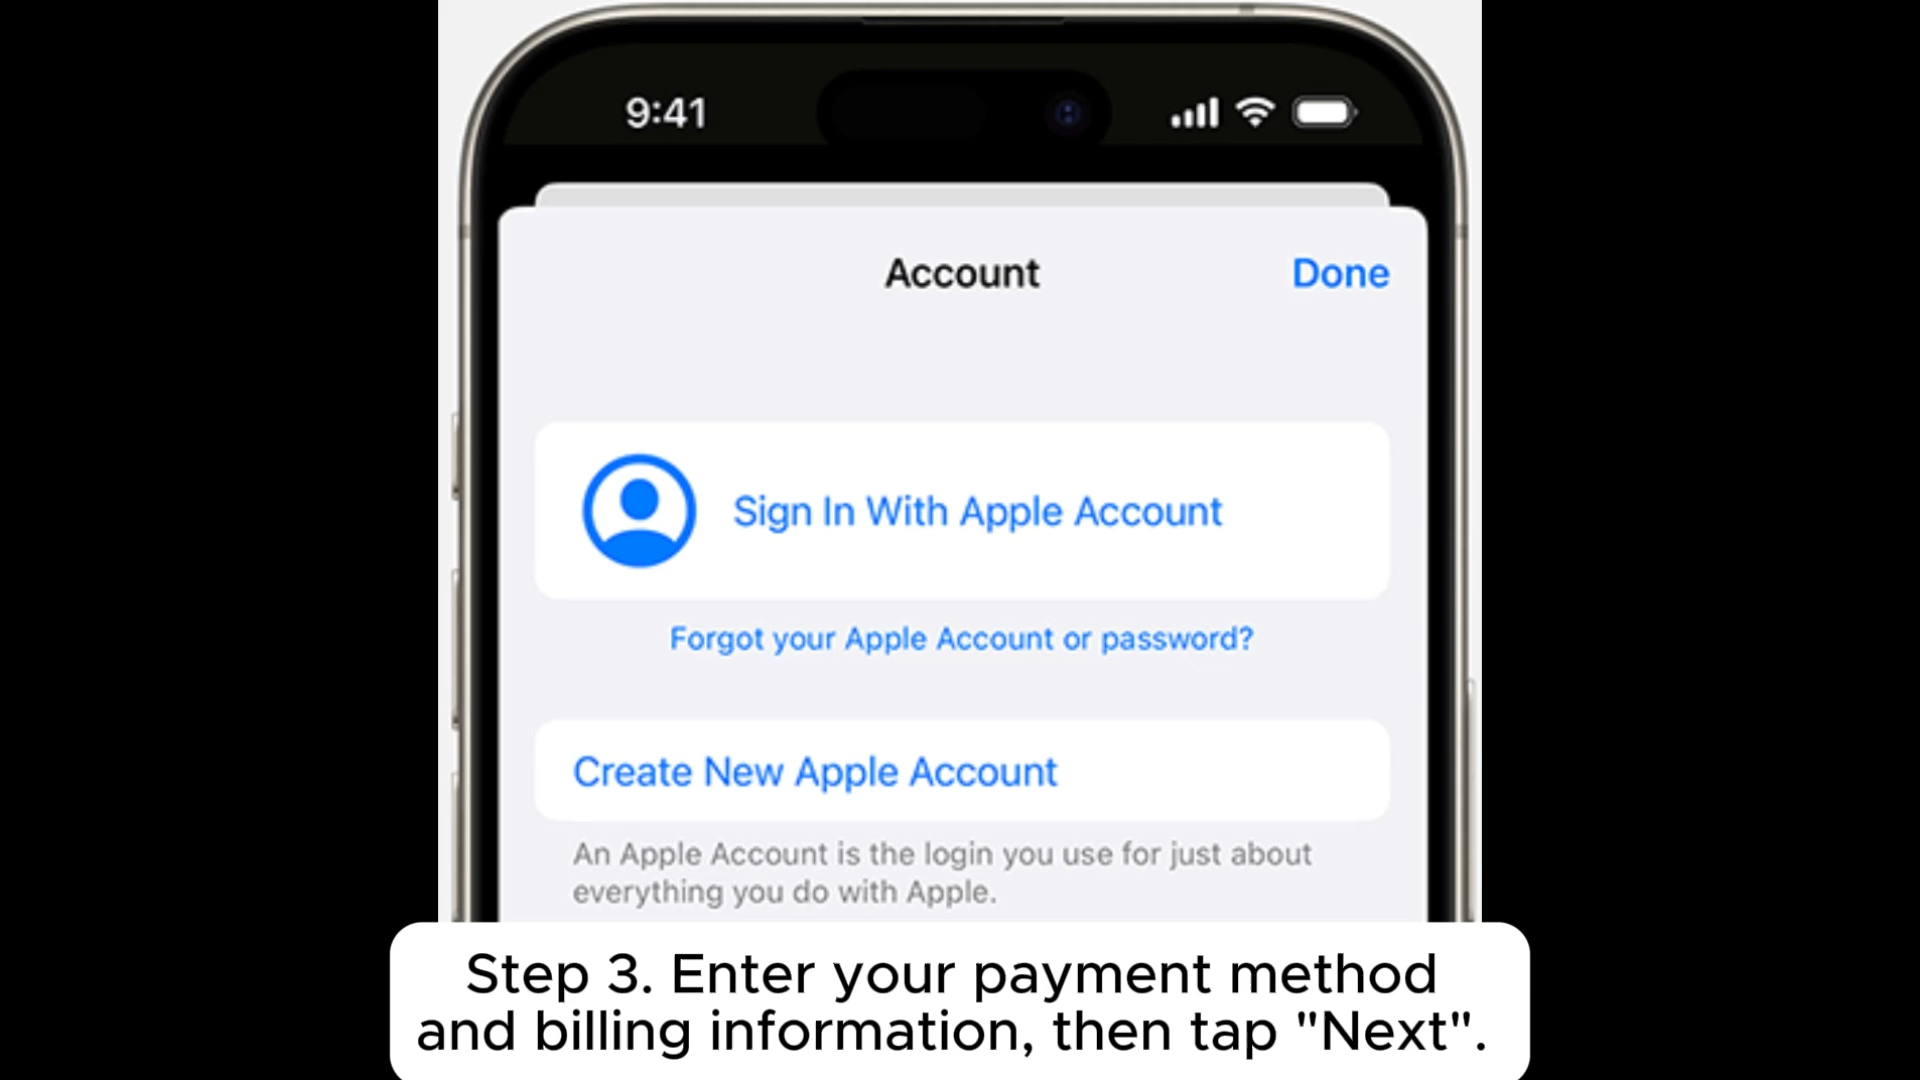 9:41
Account
Done
Sign In With Apple Account
Forgot your Apple Account or password?
Create New Apple Account
An Apple Account is the login you use for just about
everything you do with Apple.
Step 3. Enter your payment method
and billing information, then tap "Next".